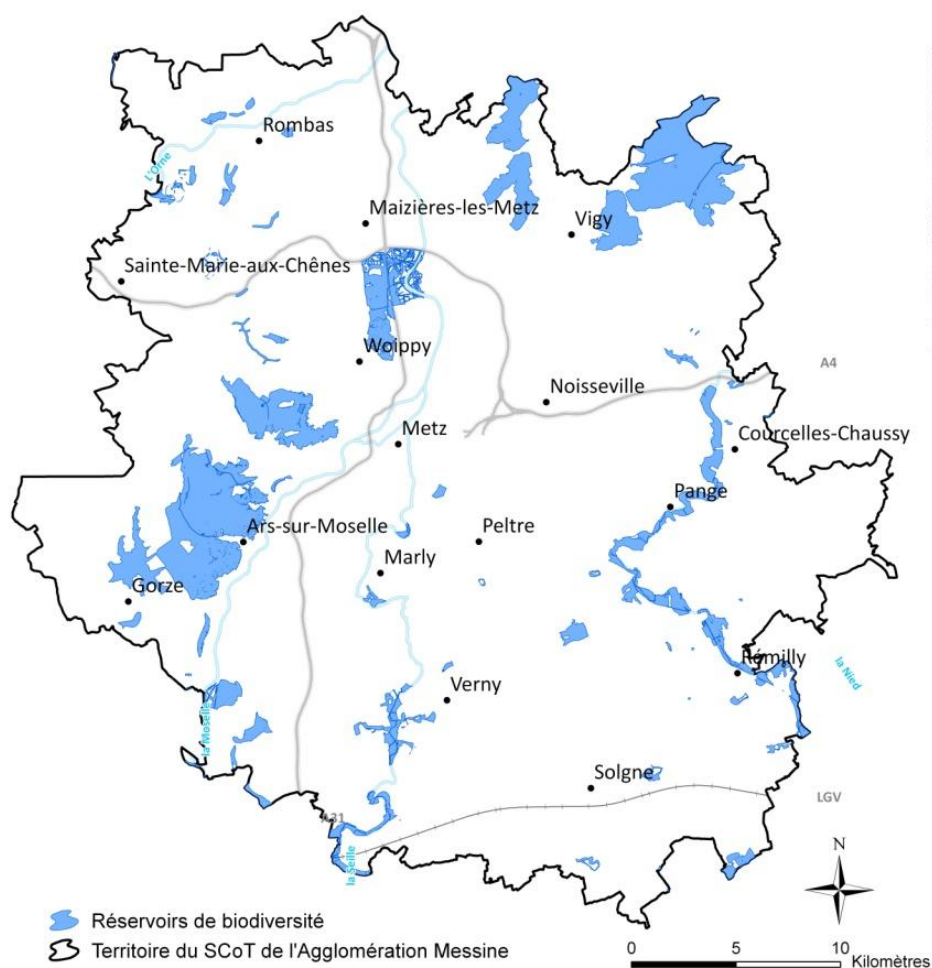 Rombas
L'Orne
Maizières-les-Metz
Vigy
Sainte-Marie-aux-Chênes
Woippy
A4
Noisseville
Metz
Courcelles-Chaussy
Pange
Ars-sur-Moselle
Peltre
Marly
Gorze
Rémilly
la Nied
Verny
la Moselle
Solgne
LGV
A31
la Seille
N
Réservoirs de biodiversité
Territoire du SCoT de l'Agglomération Messine
0 5 10
Kilomètres